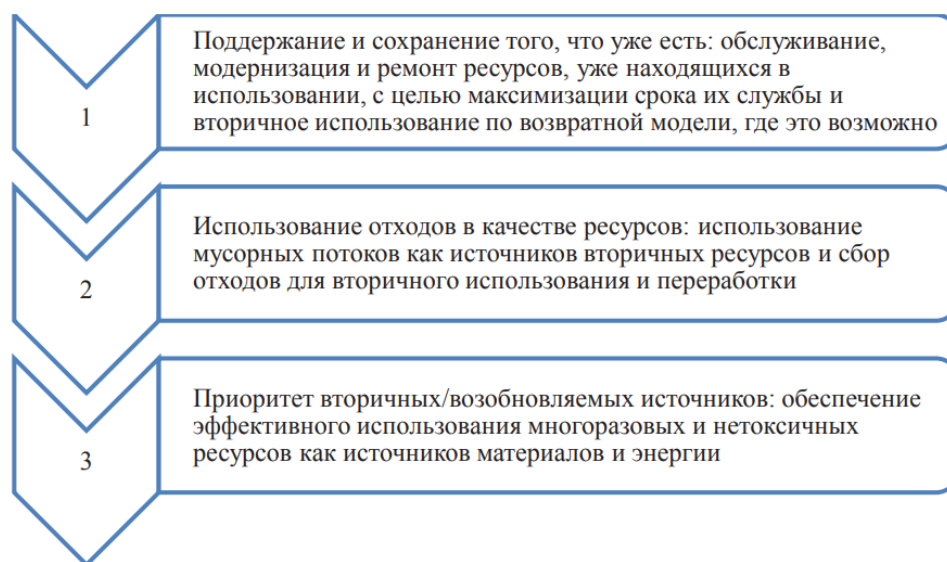 1
Поддержание и сохранение того, что уже есть: обслуживание,
модернизация и ремонт ресурсов, уже находящихся в
использовании, с целью максимизации срока их службы и
вторичное использование по возвратной модели, где это возможно
2
Использование отходов в качестве ресурсов: использование
мусорных потоков как источников вторичных ресурсов и сбор
отходов для вторичного использования и переработки
3
Приоритет вторичных/возобновляемых источников: обеспечение
эффективного использования многоразовых и нетоксичных
ресурсов как источников материалов и энергии